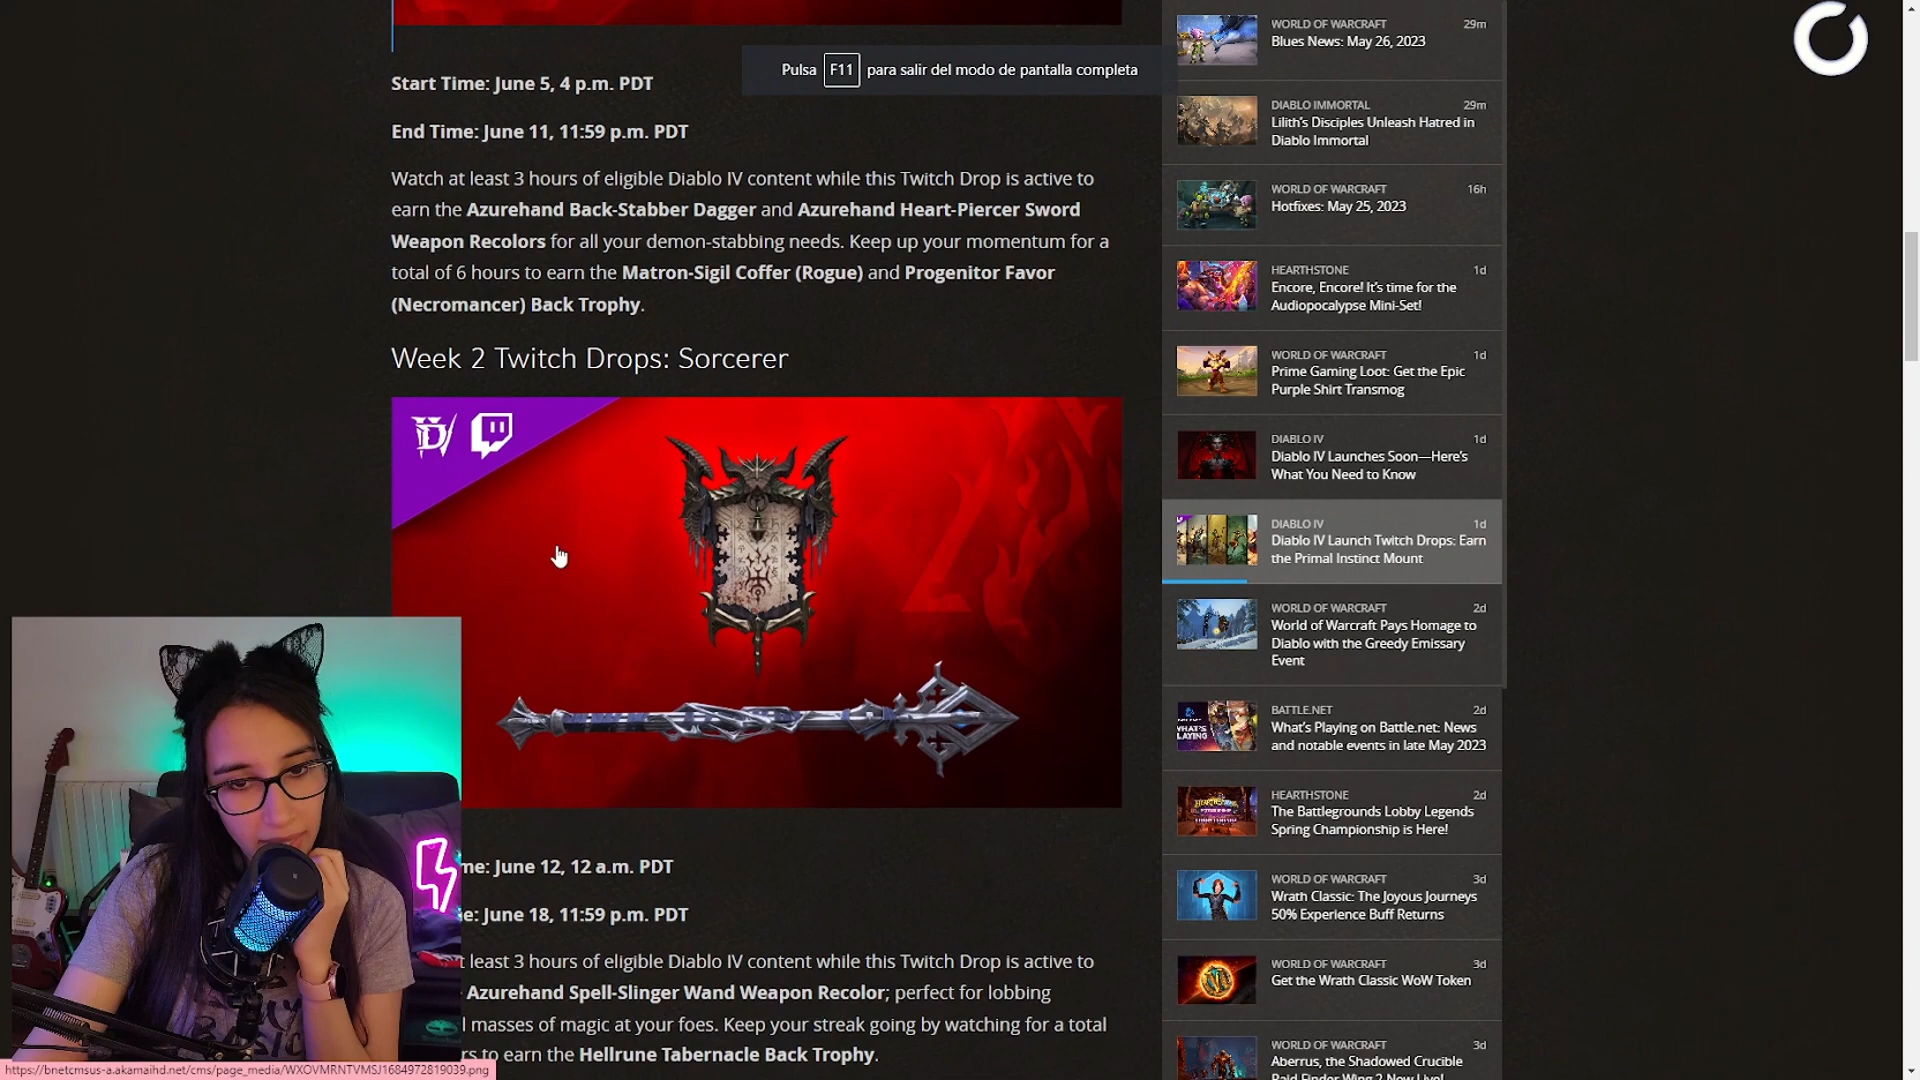 Pulsa F11 para salir del modo de pantalla completa
Start Time: June 5, 4 p.m. PDT
End Time: June 11, 11:59 p.m. PDT
Watch at least 3 hours of eligible Diablo IV content while this Twitch Drop is active to
earn the Azurehand Back-Stabber Dagger and Azurehand Heart-Piercer Sword
Weapon Recolors for all your demon-stabbing needs. Keep up your momentum for a
total of 6 hours to earn the Matron-Sigil Coffer (Rogue) and Progenitor Favor
(Necromancer) Back Trophy.
Week 2 Twitch Drops: Sorcerer
me: June 12, 12 a.m. PDT
e: June 18, 11:59 p.m. PDT
t least 3 hours of eligible Diablo IV content while this Twitch Drop is active to
Azurehand Spell-Slinger Wand Weapon Recolor; perfect for lobbing
l masses of magic at your foes. Keep your streak going by watching for a total
rs to earn the Hellrune Tabernacle Back Trophy.
https://bnetcmsus-a.akamaihd.net/cms/page_media/WXOVMRNTVMSJ1684972819039.png
WORLD OF WARCRAFT 29m
Blues News: May 26, 2023
DIABLO IMMORTAL 29m
Lilith's Disciples Unleash Hatred in
Diablo Immortal
WORLD OF WARCRAFT 16h
Hotfixes: May 25, 2023
HEARTHSTONE 1d
Encore, Encore! It's time for the
Audiopocalypse Mini-Set!
WORLD OF WARCRAFT 1d
Prime Gaming Loot: Get the Epic
Purple Shirt Transmog
DIABLO IV 1d
Diablo IV Launches Soon—Here's
What You Need to Know
DIABLO IV 1d
Diablo IV Launch Twitch Drops: Earn
the Primal Instinct Mount
WORLD OF WARCRAFT 2d
World of Warcraft Pays Homage to
Diablo with the Greedy Emissary
Event
WHAT'S
PLAYING
BATTLE.NET 2d
What's Playing on Battle.net: News
and notable events in late May 2023
HEARTHSTONE 2d
The Battlegrounds Lobby Legends
Spring Championship is Here!
WORLD OF WARCRAFT 3d
Wrath Classic: The Joyous Journeys
50% Experience Buff Returns
WORLD OF WARCRAFT 3d
Get the Wrath Classic WoW Token
WORLD OF WARCRAFT 3d
Aberrus, the Shadowed Crucible
Raid Finder Wing 2 Now Live!